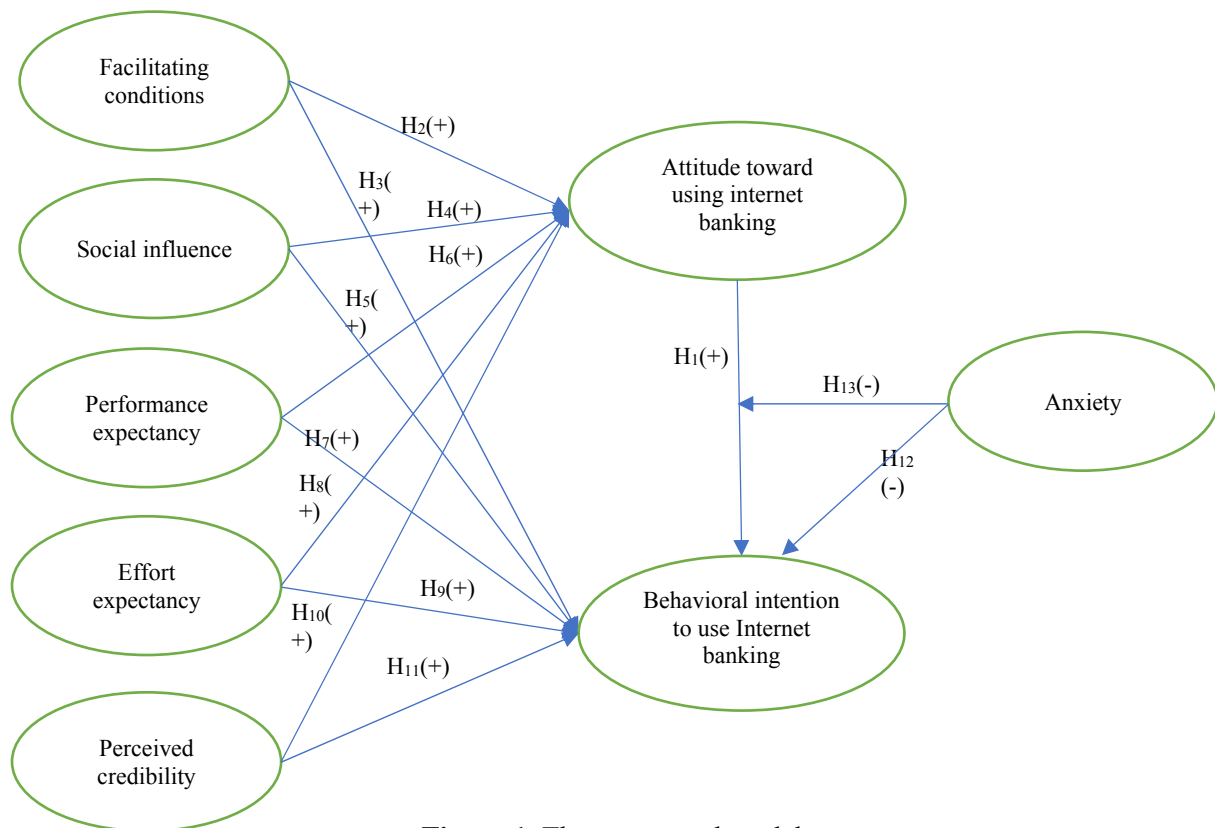 Facilitating
conditions
Social influence
Performance
expectancy
Effort
expectancy
Perceived
credibility
H2(+)
H3(
+)
H4(+)
H6(+)
H5(
+)
H7(+)
H8(
+)
H9(+)
H10(
+)
H11(+)
Attitude toward
using internet
banking
H1(+)
H13(-)
H12
(-)
Anxiety
Behavioral intention
to use Internet
banking